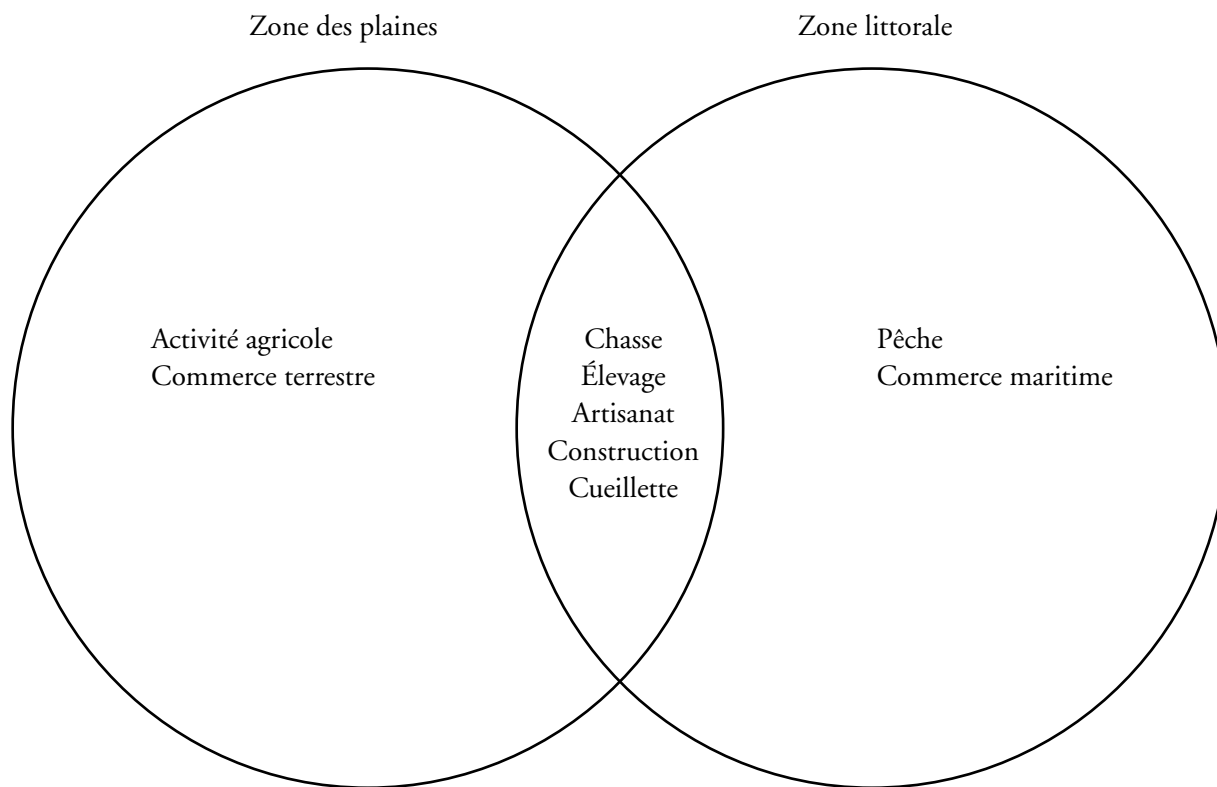 Zone des plaines
Zone littorale
Activité agricole
Commerce terrestre
Chasse
Élevage
Artisanat
Construction
Cueillette
Pêche
Commerce maritime